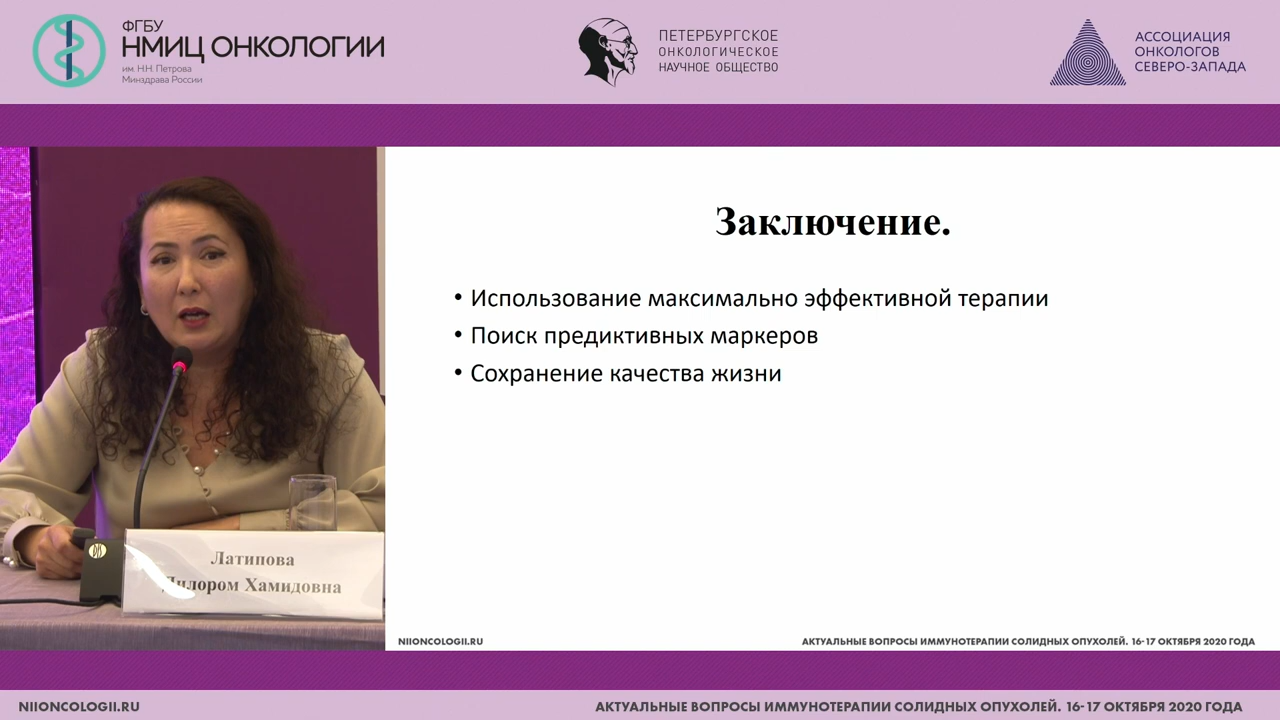 ФГБУ
НМИЦ ОНКОЛОГИИ
им. Н.Н. Петрова
Минздрава России
ПЕТЕРБУРГСКОЕ
ОНКОЛОГИЧЕСКОЕ
НАУЧНОЕ ОБЩЕСТВО
АССОЦИАЦИЯ
ОНКОЛОГОВ
СЕВЕРО-ЗАПАДА
Заключение.
• Использование максимально эффективной терапии
• Поиск предиктивных маркеров
• Сохранение качества жизни
Латипова
Дилором Хамидовна
NIIONCOLOGII.RU
АКТУАЛЬНЫЕ ВОПРОСЫ ИММУНОТЕРАПИИ СОЛИДНЫХ ОПУХОЛЕЙ. 16-17 ОКТЯБРЯ 2020 ГОДА
NIIONCOLOGII.RU
АКТУАЛЬНЫЕ ВОПРОСЫ ИММУНОТЕРАПИИ СОЛИДНЫХ ОПУХОЛЕЙ. 16-17 ОКТЯБРЯ 2020 ГОДА